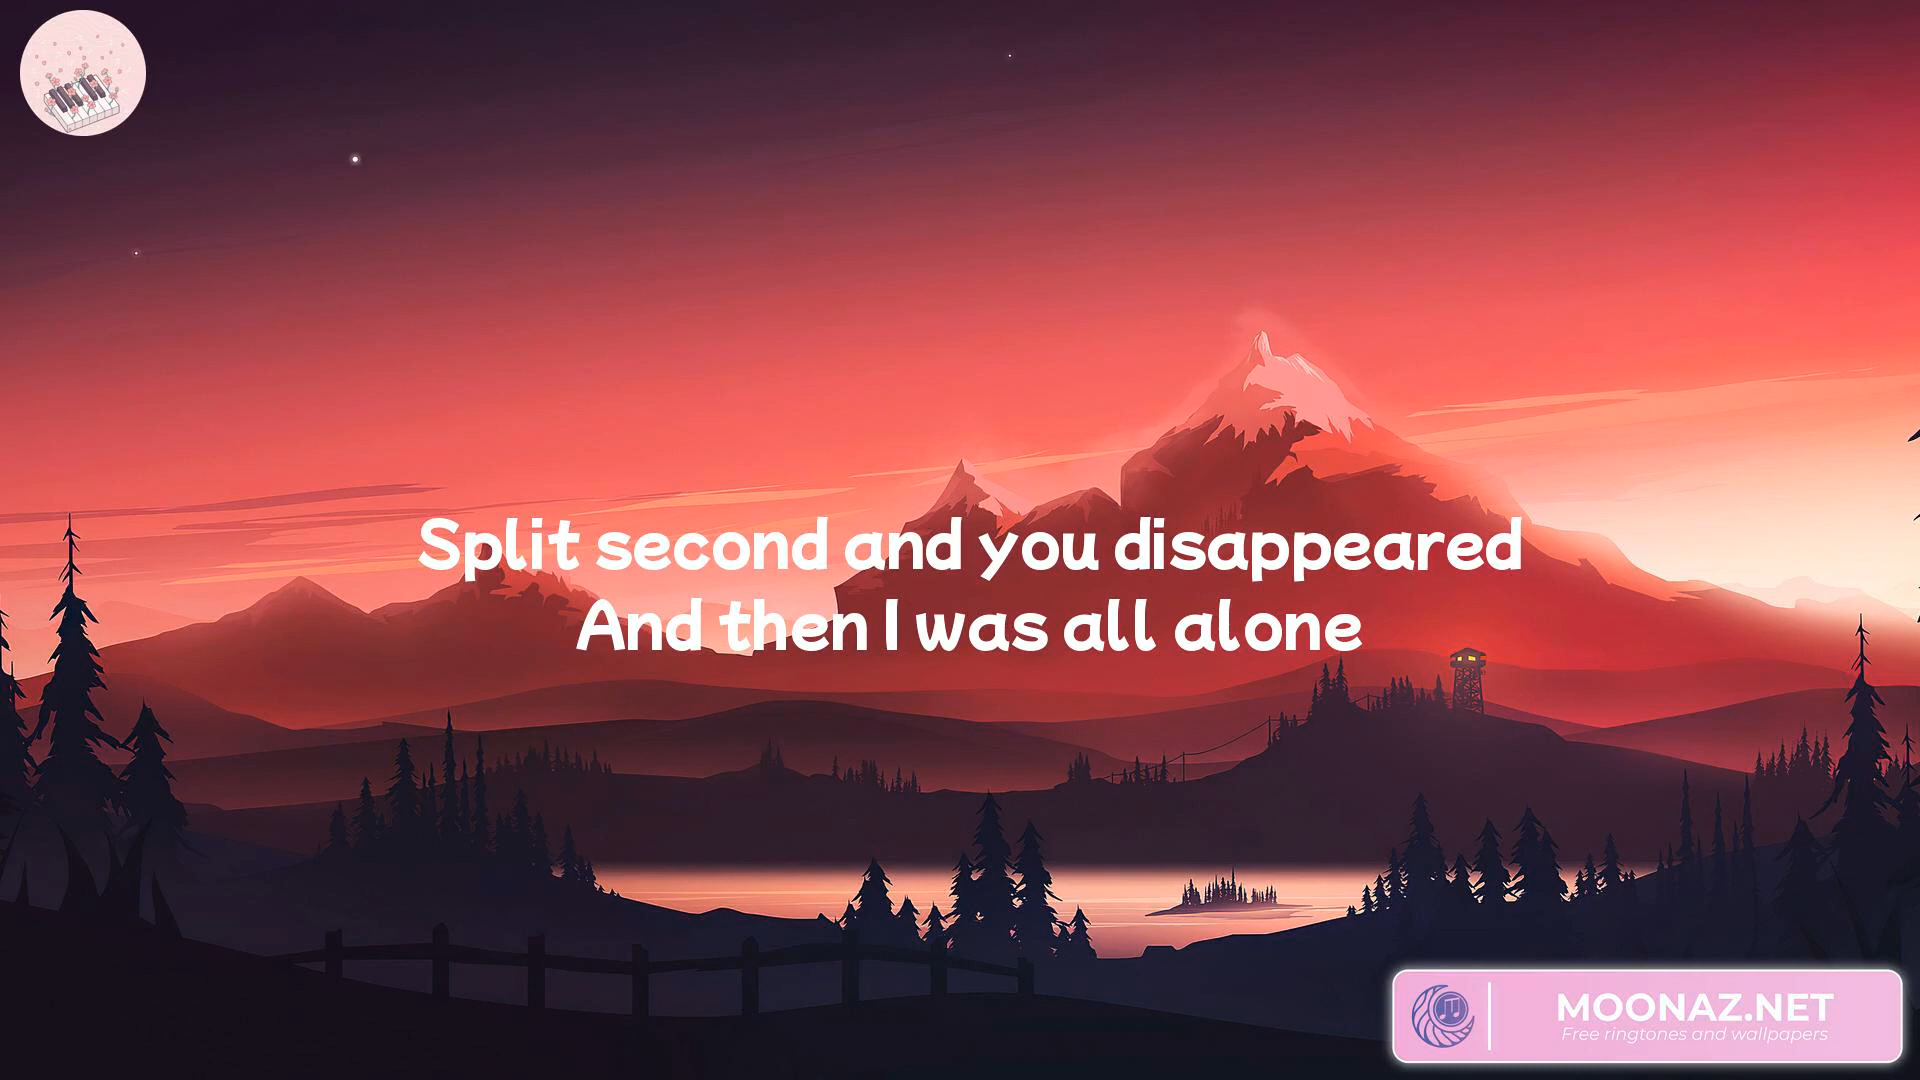 Split second and you disappeared
And then I was all alone
MOONAZ.NET
Free ringtones and wallpapers